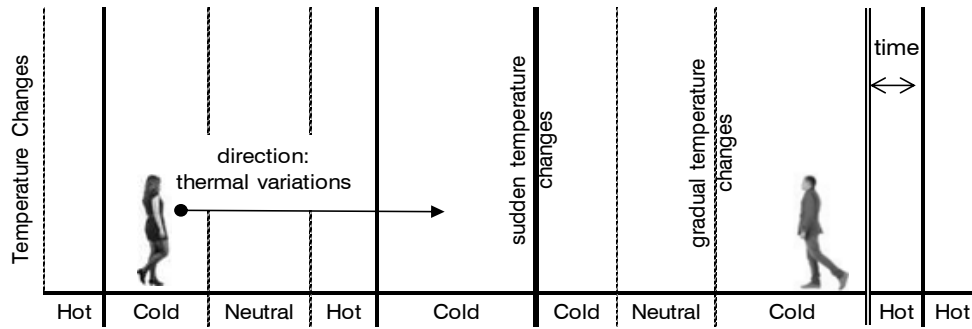 Temperature Changes
direction:
thermal variations
sudden temperature
changes
gradual temperature
changes
time
Hot
Cold
Neutral
Hot
Cold
Cold
Neutral
Cold
Hot
Hot